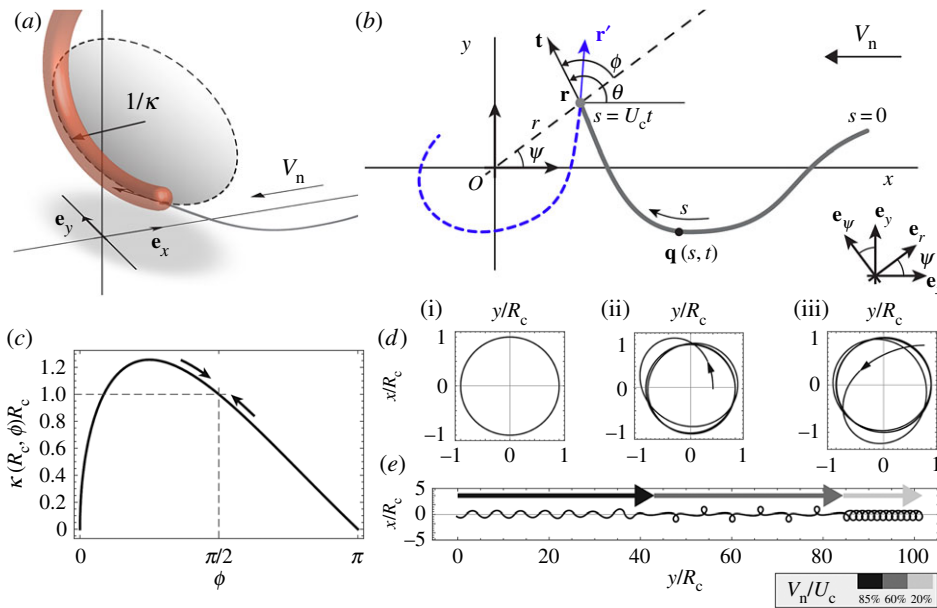 (a)
1/κ
V_n
e_y
e_x
(b)
y
t
r′
ϕ
θ
r
s = U_c t
r
ψ
O
x
V_n
s = 0
s
q (s, t)
e_ψ
e_y
e_r
ψ
e_
(c)
κ (R_c, ϕ)R_c
1.2
1.0
0.8
0.6
0.4
0.2
0
0
π/2
π
ϕ
(d)
(i)
y/R_c
(ii)
y/R_c
(iii)
y/R_c
x/R_c
1
0
−1
−1 0 1
1
0
−1
−1 0 1
1
0
−1
−1 0 1
(e)
x/R_c
5
0
−5
0 20 40 60 80 100
y/R_c
V_n/U_c
85% 60% 20%